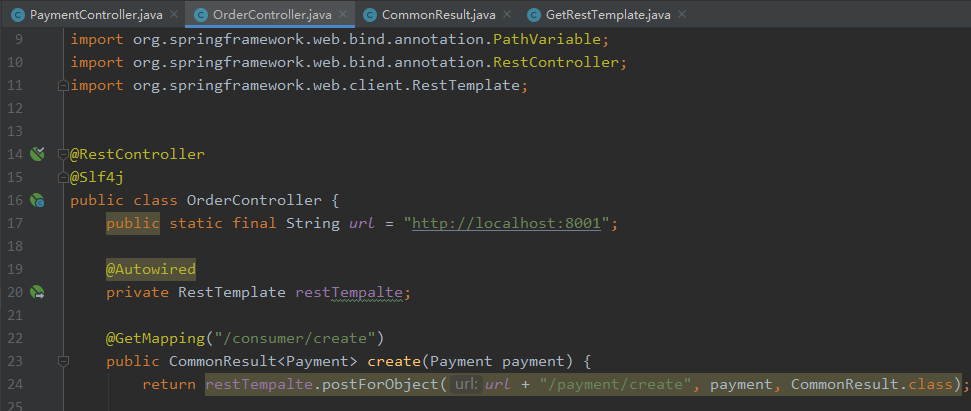 PaymentController.java × OrderController.java × CommonResult.java × GetRestTemplate.java ×
9 import org.springframework.web.bind.annotation.PathVariable;
10 import org.springframework.web.bind.annotation.RestController;
11 import org.springframework.web.client.RestTemplate;
12
13
14 @RestController
15 @Slf4j
16 public class OrderController {
17 public static final String url = "http://localhost:8001";
18
19 @Autowired
20 private RestTemplate restTempalte;
21
22 @GetMapping("/consumer/create")
23 public CommonResult<Payment> create(Payment payment) {
24 return restTempalte.postForObject( url: url + "/payment/create", payment, CommonResult.class);
25